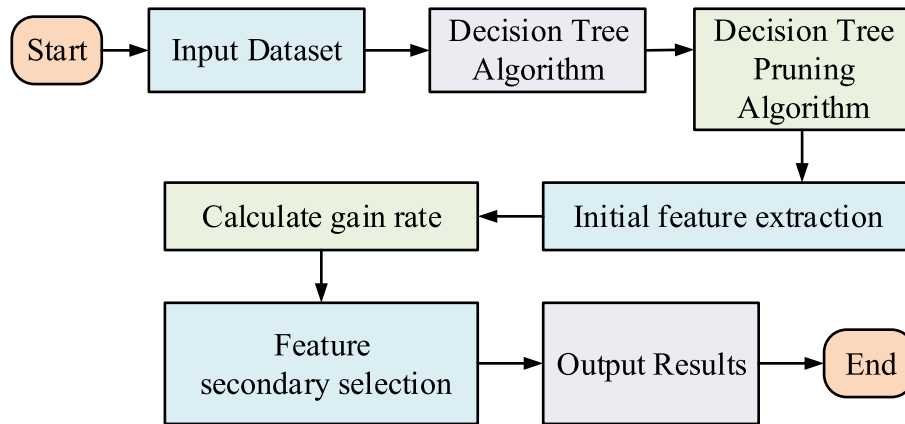 Start
Input Dataset
Decision Tree
Algorithm
Decision Tree
Pruning
Algorithm
Initial feature extraction
Calculate gain rate
Feature
secondary selection
Output Results
End